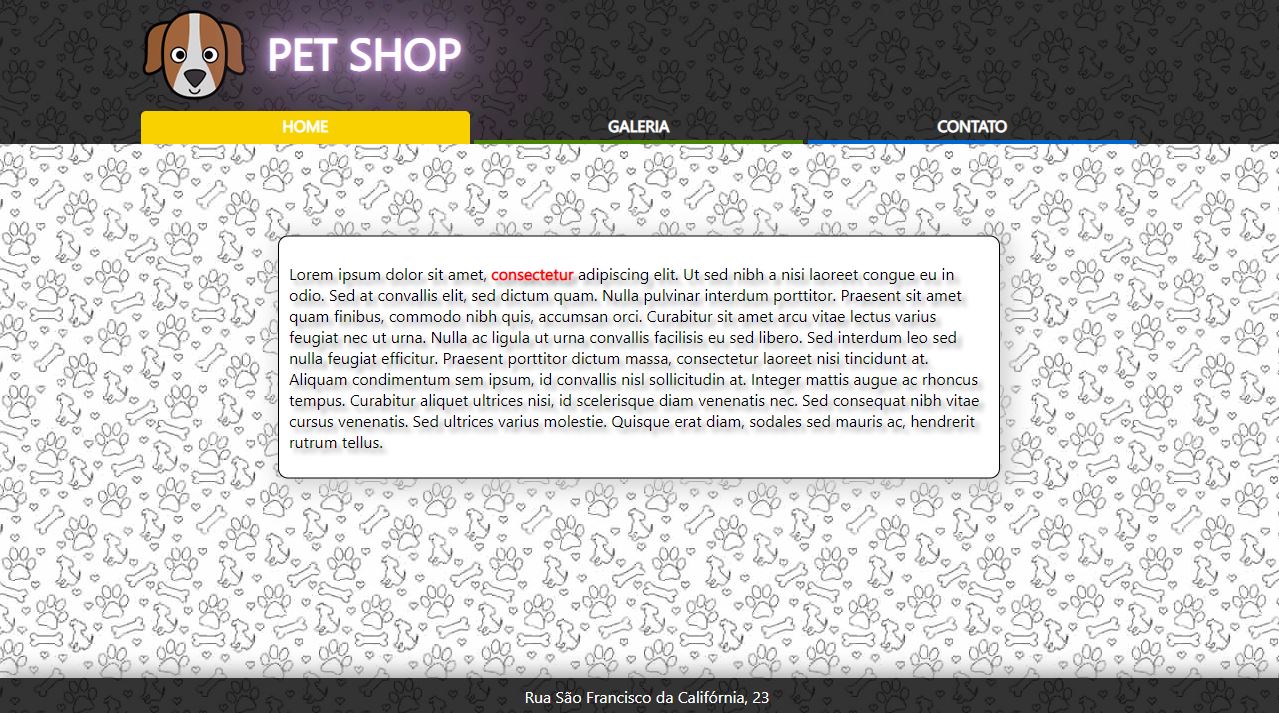 PET SHOP
HOME
GALERIA
CONTATO
Lorem ipsum dolor sit amet, consectetur adipiscing elit. Ut sed nibh a nisi laoreet congue eu in
odio. Sed at convallis elit, sed dictum quam. Nulla pulvinar interdum porttitor. Praesent sit amet
quam finibus, commodo nibh quis, accumsan orci. Curabitur sit amet arcu vitae lectus varius
feugiat nec ut urna. Nulla ac ligula ut urna convallis facilisis eu sed libero. Sed interdum leo sed
nulla feugiat efficitur. Praesent porttitor dictum massa, consectetur laoreet nisi tincidunt at.
Aliquam condimentum sem ipsum, id convallis nisl sollicitudin at. Integer mattis augue ac rhoncus
tempus. Curabitur aliquet ultrices nisi, id scelerisque diam venenatis nec. Sed consequat nibh vitae
cursus venenatis. Sed ultrices varius molestie. Quisque erat diam, sodales sed mauris ac, hendrerit
rutrum tellus.
Rua São Francisco da Califórnia, 23